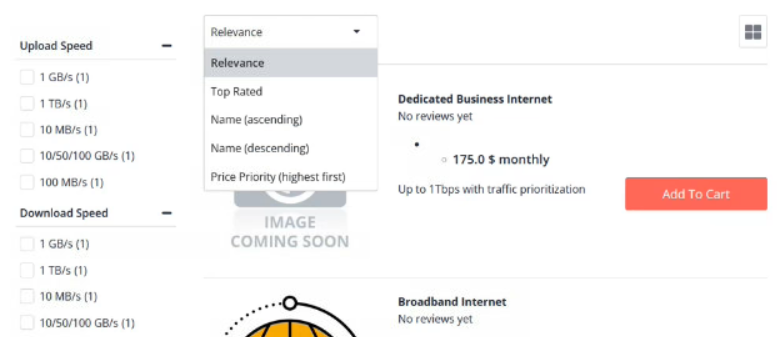 Upload Speed
1 GB/s (1)
1 TB/s (1)
10 MB/s (1)
10/50/100 GB/s (1)
100 MB/s (1)
Download Speed
1 GB/s (1)
1 TB/s (1)
10 MB/s (1)
10/50/100 GB/s (1)
Relevance
Relevance
Top Rated
Name (ascending)
Name (descending)
Price Priority (highest first)
IMAGE
COMING SOON
Dedicated Business Internet
No reviews yet
175.0 $ monthly
Up to 1Tbps with traffic prioritization
Add To Cart
Broadband Internet
No reviews yet